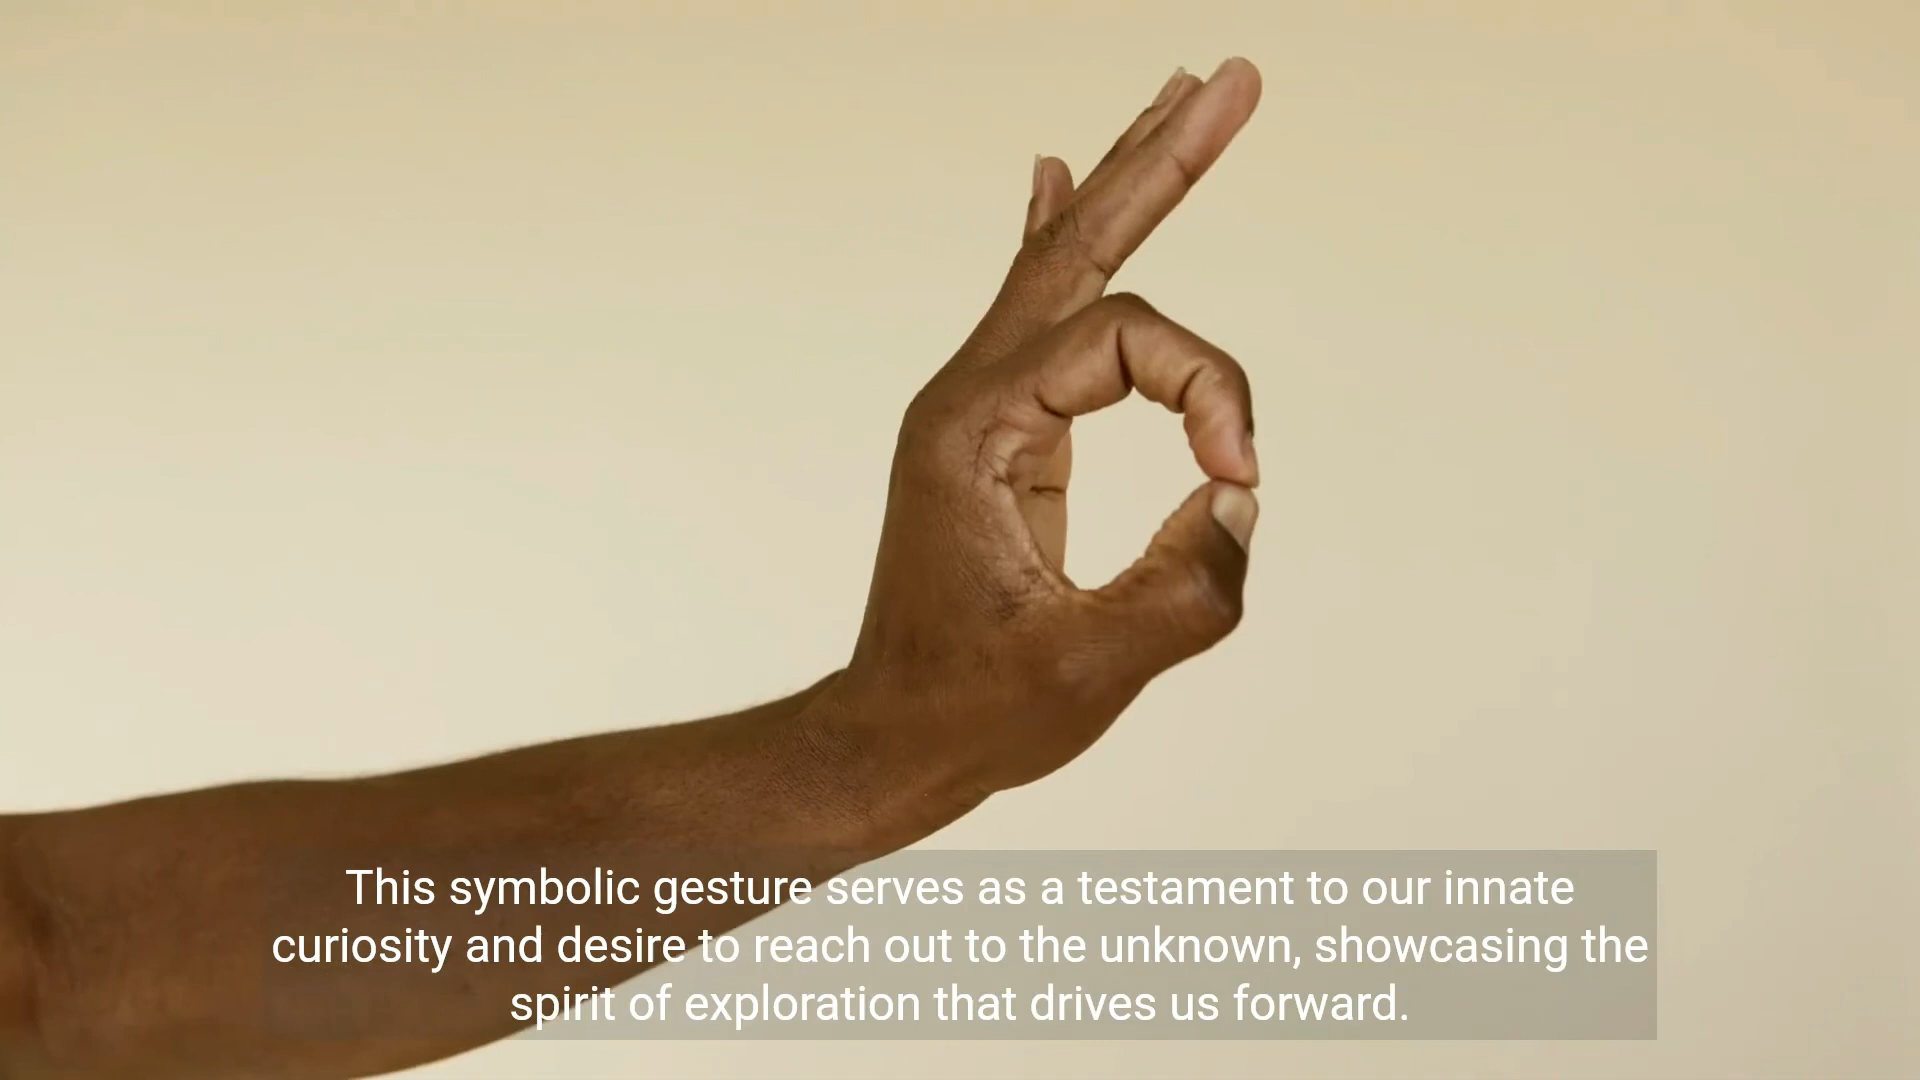 This symbolic gesture serves as a testament to our innate
curiosity and desire to reach out to the unknown, showcasing the
spirit of exploration that drives us forward.